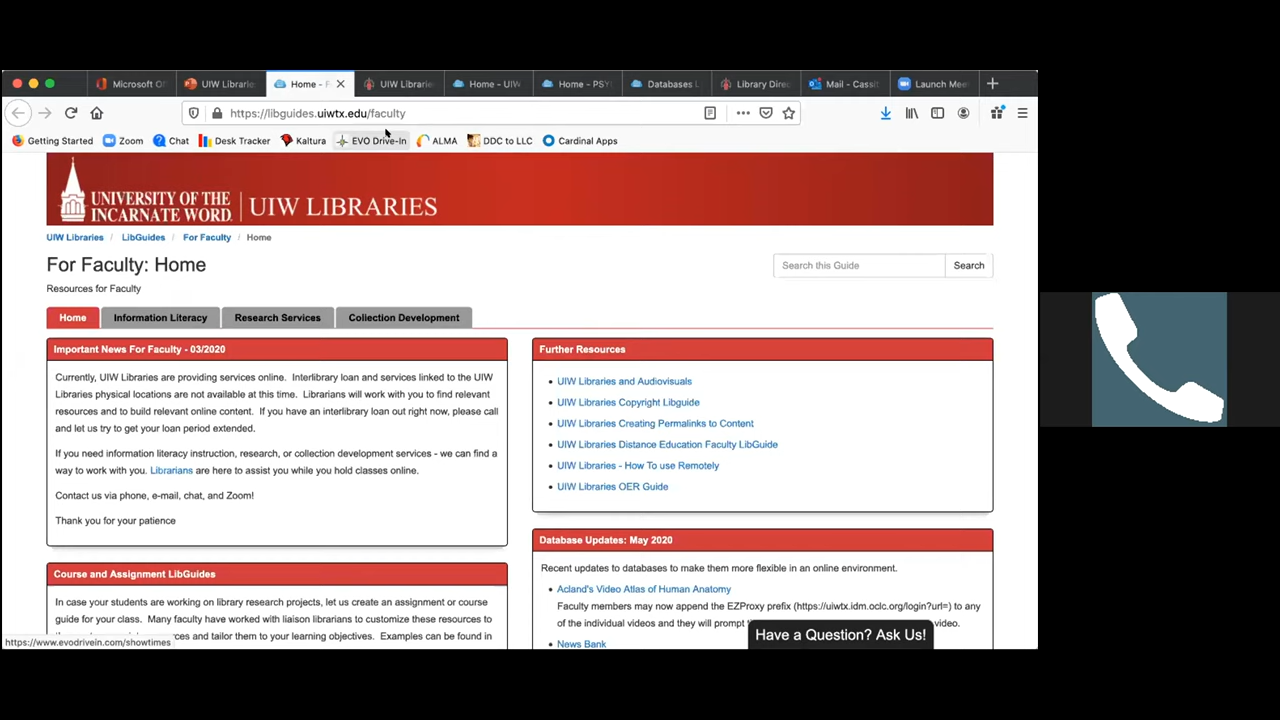 Microsoft O
UIW Librarie
Home - F
UIW Libraries
Home - UIW
Home - PSY
Databases L
Library Dire
Mail - Cassit
Launch Meet
https://libguides.uiwtx.edu/faculty
Getting Started
Zoom
Chat
Desk Tracker
Kaltura
EVO Drive-In
ALMA
DDC to LLC
Cardinal Apps
UNIVERSITY OF THE
INCARNATE WORD
UIW LIBRARIES
UIW Libraries / LibGuides / For Faculty / Home
For Faculty: Home
Search this Guide
Search
Resources for Faculty
Home
Information Literacy
Research Services
Collection Development
Important News For Faculty - 03/2020
Currently, UIW Libraries are providing services online. Interlibrary loan and services linked to the UIW
Libraries physical locations are not available at this time. Librarians will work with you to find relevant
resources and to build relevant online content. If you have an interlibrary loan out right now, please call
and let us try to get your loan period extended.
If you need information literacy instruction, research, or collection development services - we can find a
way to work with you. Librarians are here to assist you while you hold classes online.
Contact us via phone, e-mail, chat, and Zoom!
Thank you for your patience
Course and Assignment LibGuides
In case your students are working on library research projects, let us create an assignment or course
guide for your class. Many faculty have worked with liaison librarians to customize these resources to
rces and tailor them to your learning objectives. Examples can be found in
https://www.evodrivein.com/showtimes
Further Resources
UIW Libraries and Audiovisuals
UIW Libraries Copyright Libguide
UIW Libraries Creating Permalinks to Content
UIW Libraries Distance Education Faculty LibGuide
UIW Libraries - How To use Remotely
UIW Libraries OER Guide
Database Updates: May 2020
Recent updates to databases to make them more flexible in an online environment.
Acland's Video Atlas of Human Anatomy
Faculty members may now append the EZProxy prefix (https://uiwtx.idm.oclc.org/login?url=) to any
of the individual videos and they will prompt video.
News Bank
Have a Question? Ask Us!